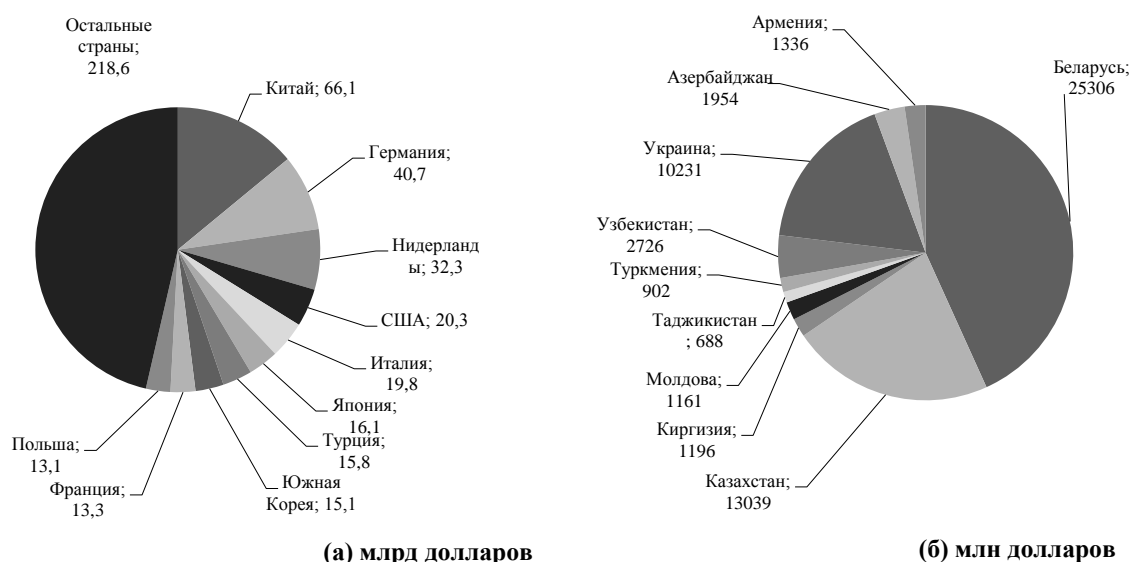 Остальные
страны;
218,6
Китай; 66,1
Германия;
40,7
Нидерланд
ы; 32,3
США; 20,3
Италия;
19,8
Япония;
16,1
Турция;
15,8
Южная
Корея; 15,1
Франция;
13,3
Польша;
13,1
(а) млрд долларов
Армения;
1336
Беларусь;
25306
Азербайджан
1954
Украина;
10231
Узбекистан;
2726
Туркмения;
902
Таджикистан
; 688
Молдова;
1161
Киргизия;
1196
Казахстан;
13039
(б) млн долларов